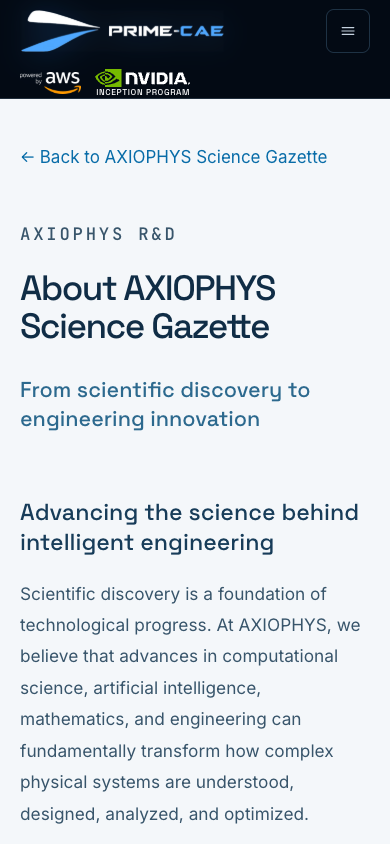 PRIME-CAE
powered by aws
NVIDIA.
INCEPTION PROGRAM
← Back to AXIOPHYS Science Gazette
AXIOPHYS R&D
About AXIOPHYS
Science Gazette
From scientific discovery to
engineering innovation
Advancing the science behind
intelligent engineering
Scientific discovery is a foundation of
technological progress. At AXIOPHYS, we
believe that advances in computational
science, artificial intelligence,
mathematics, and engineering can
fundamentally transform how complex
physical systems are understood,
designed, analyzed, and optimized.